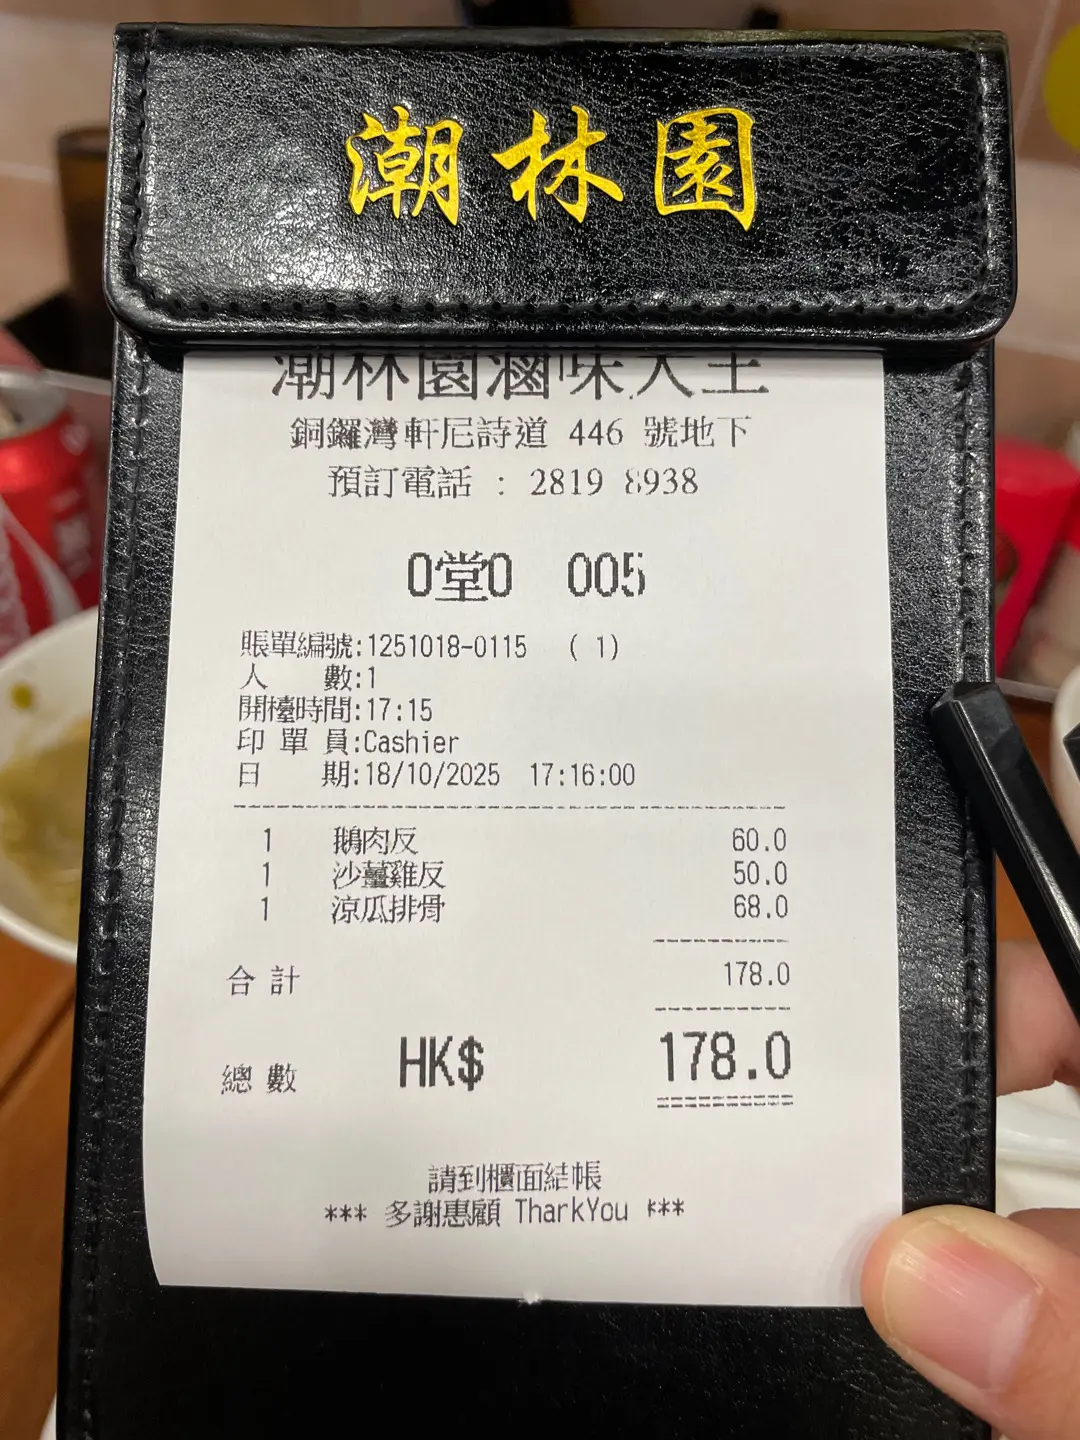 潮林園
潮林園滷味大王
銅鑼灣軒尼詩道 446 號地下
預訂電話 : 2819 8938
0堂0 005
賬單編號:1251018-0115 ( 1)
人 數:1
開檯時間:17:15
印 單 員:Cashier
日 期:18/10/2025 17:16:00
1 鵝肉反 60.0
1 沙薑雞反 50.0
1 涼瓜排骨 68.0
合 計 178.0
總 數 HK$ 178.0
請到櫃面結帳
*** 多謝惠顧 ThankYou ***